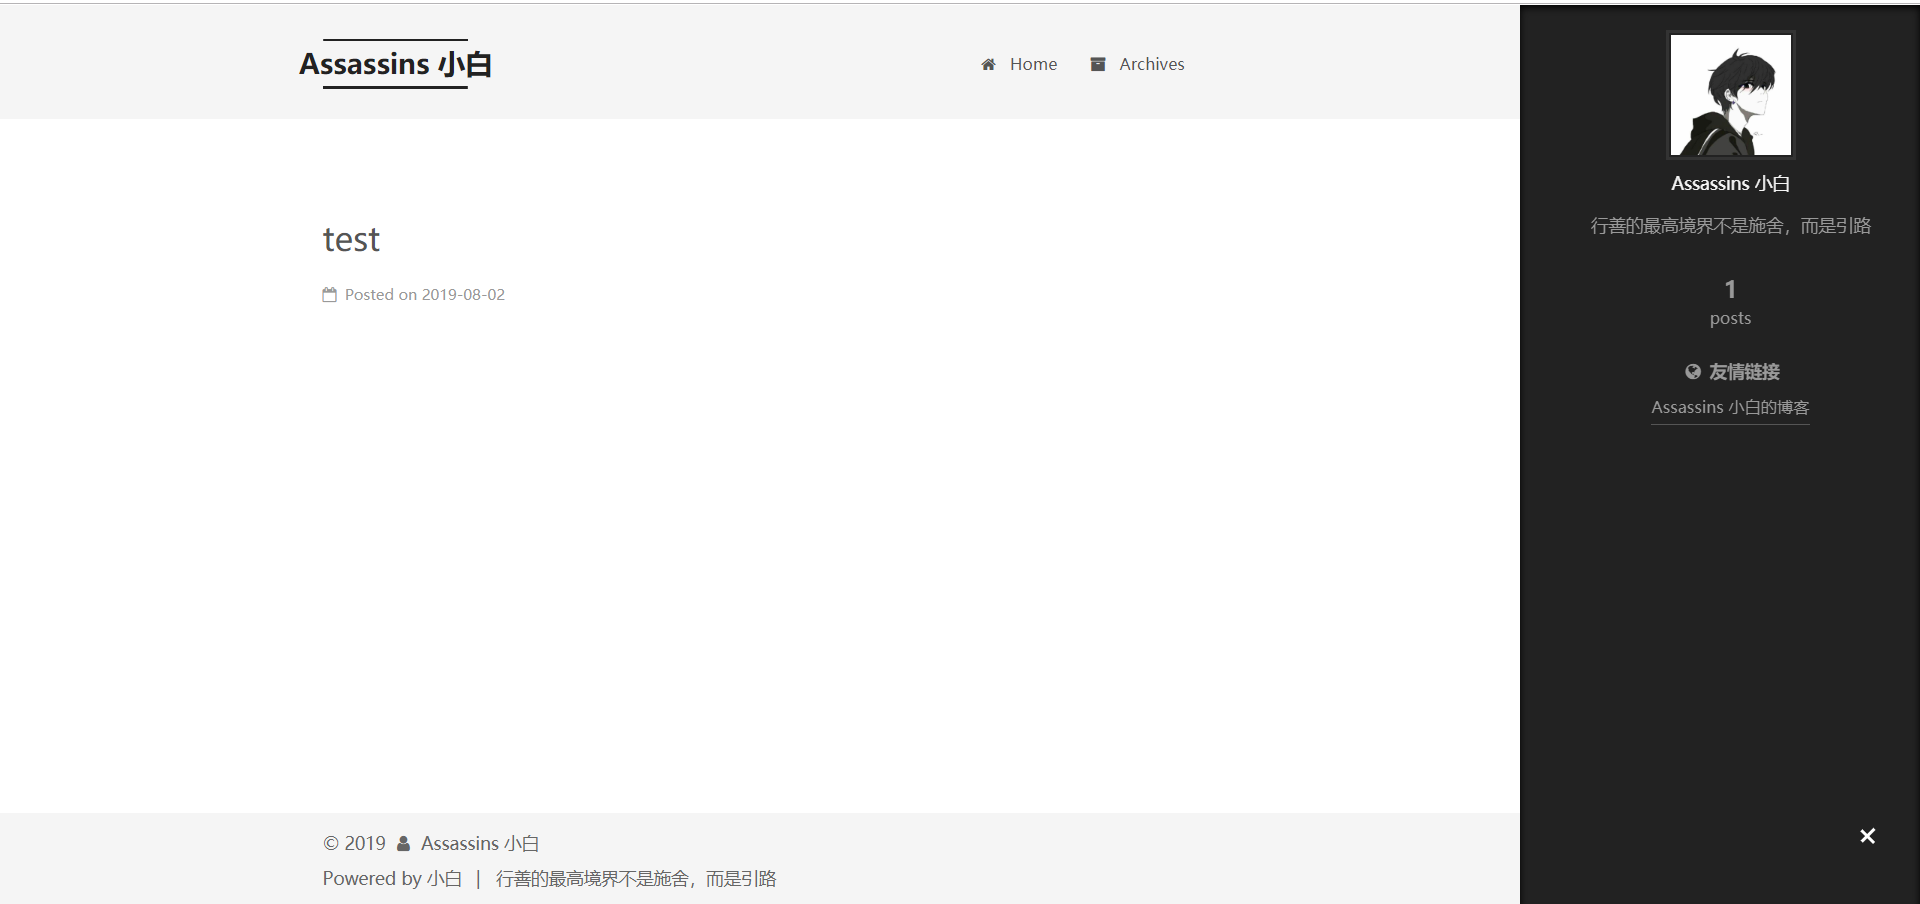 Assassins 小白
Home
Archives
test
Posted on 2019-08-02
© 2019 Assassins 小白
Powered by 小白 | 行善的最高境界不是施舍，而是引路
Assassins 小白
行善的最高境界不是施舍，而是引路
1
posts
友情链接
Assassins 小白的博客